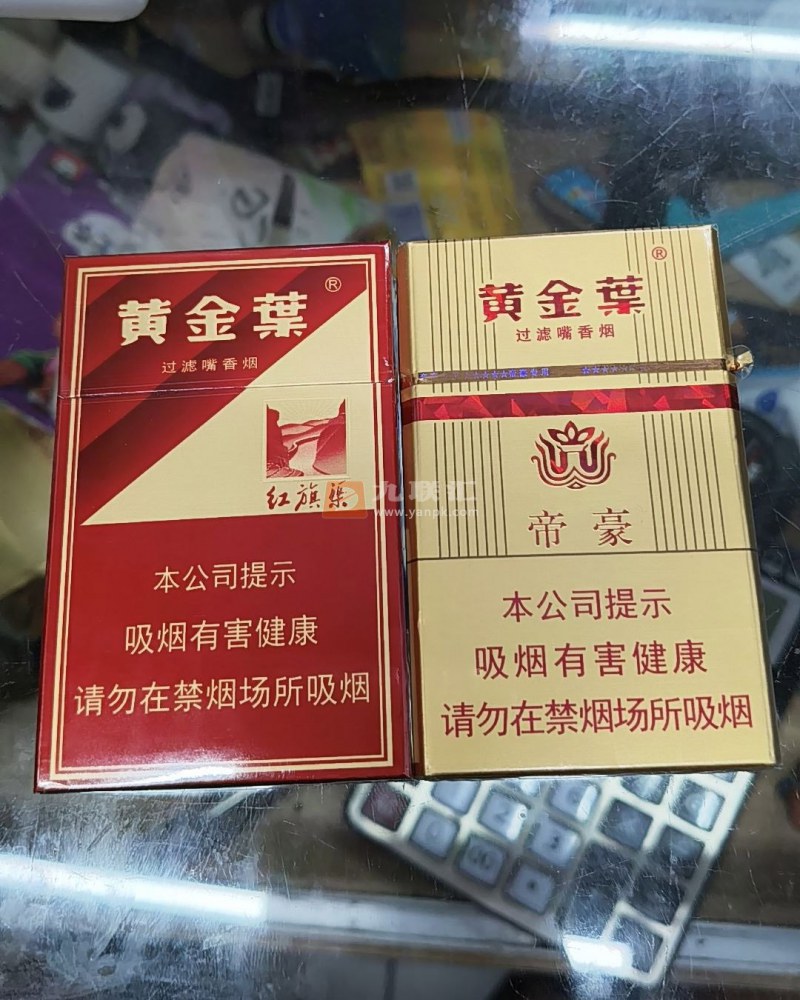 黄金葉®
过滤嘴香烟
红旗渠
本公司提示
吸烟有害健康
请勿在禁烟场所吸烟
黄金葉®
过滤嘴香烟
帝豪
本公司提示
吸烟有害健康
请勿在禁烟场所吸烟
九联汇
www.yanpk.com